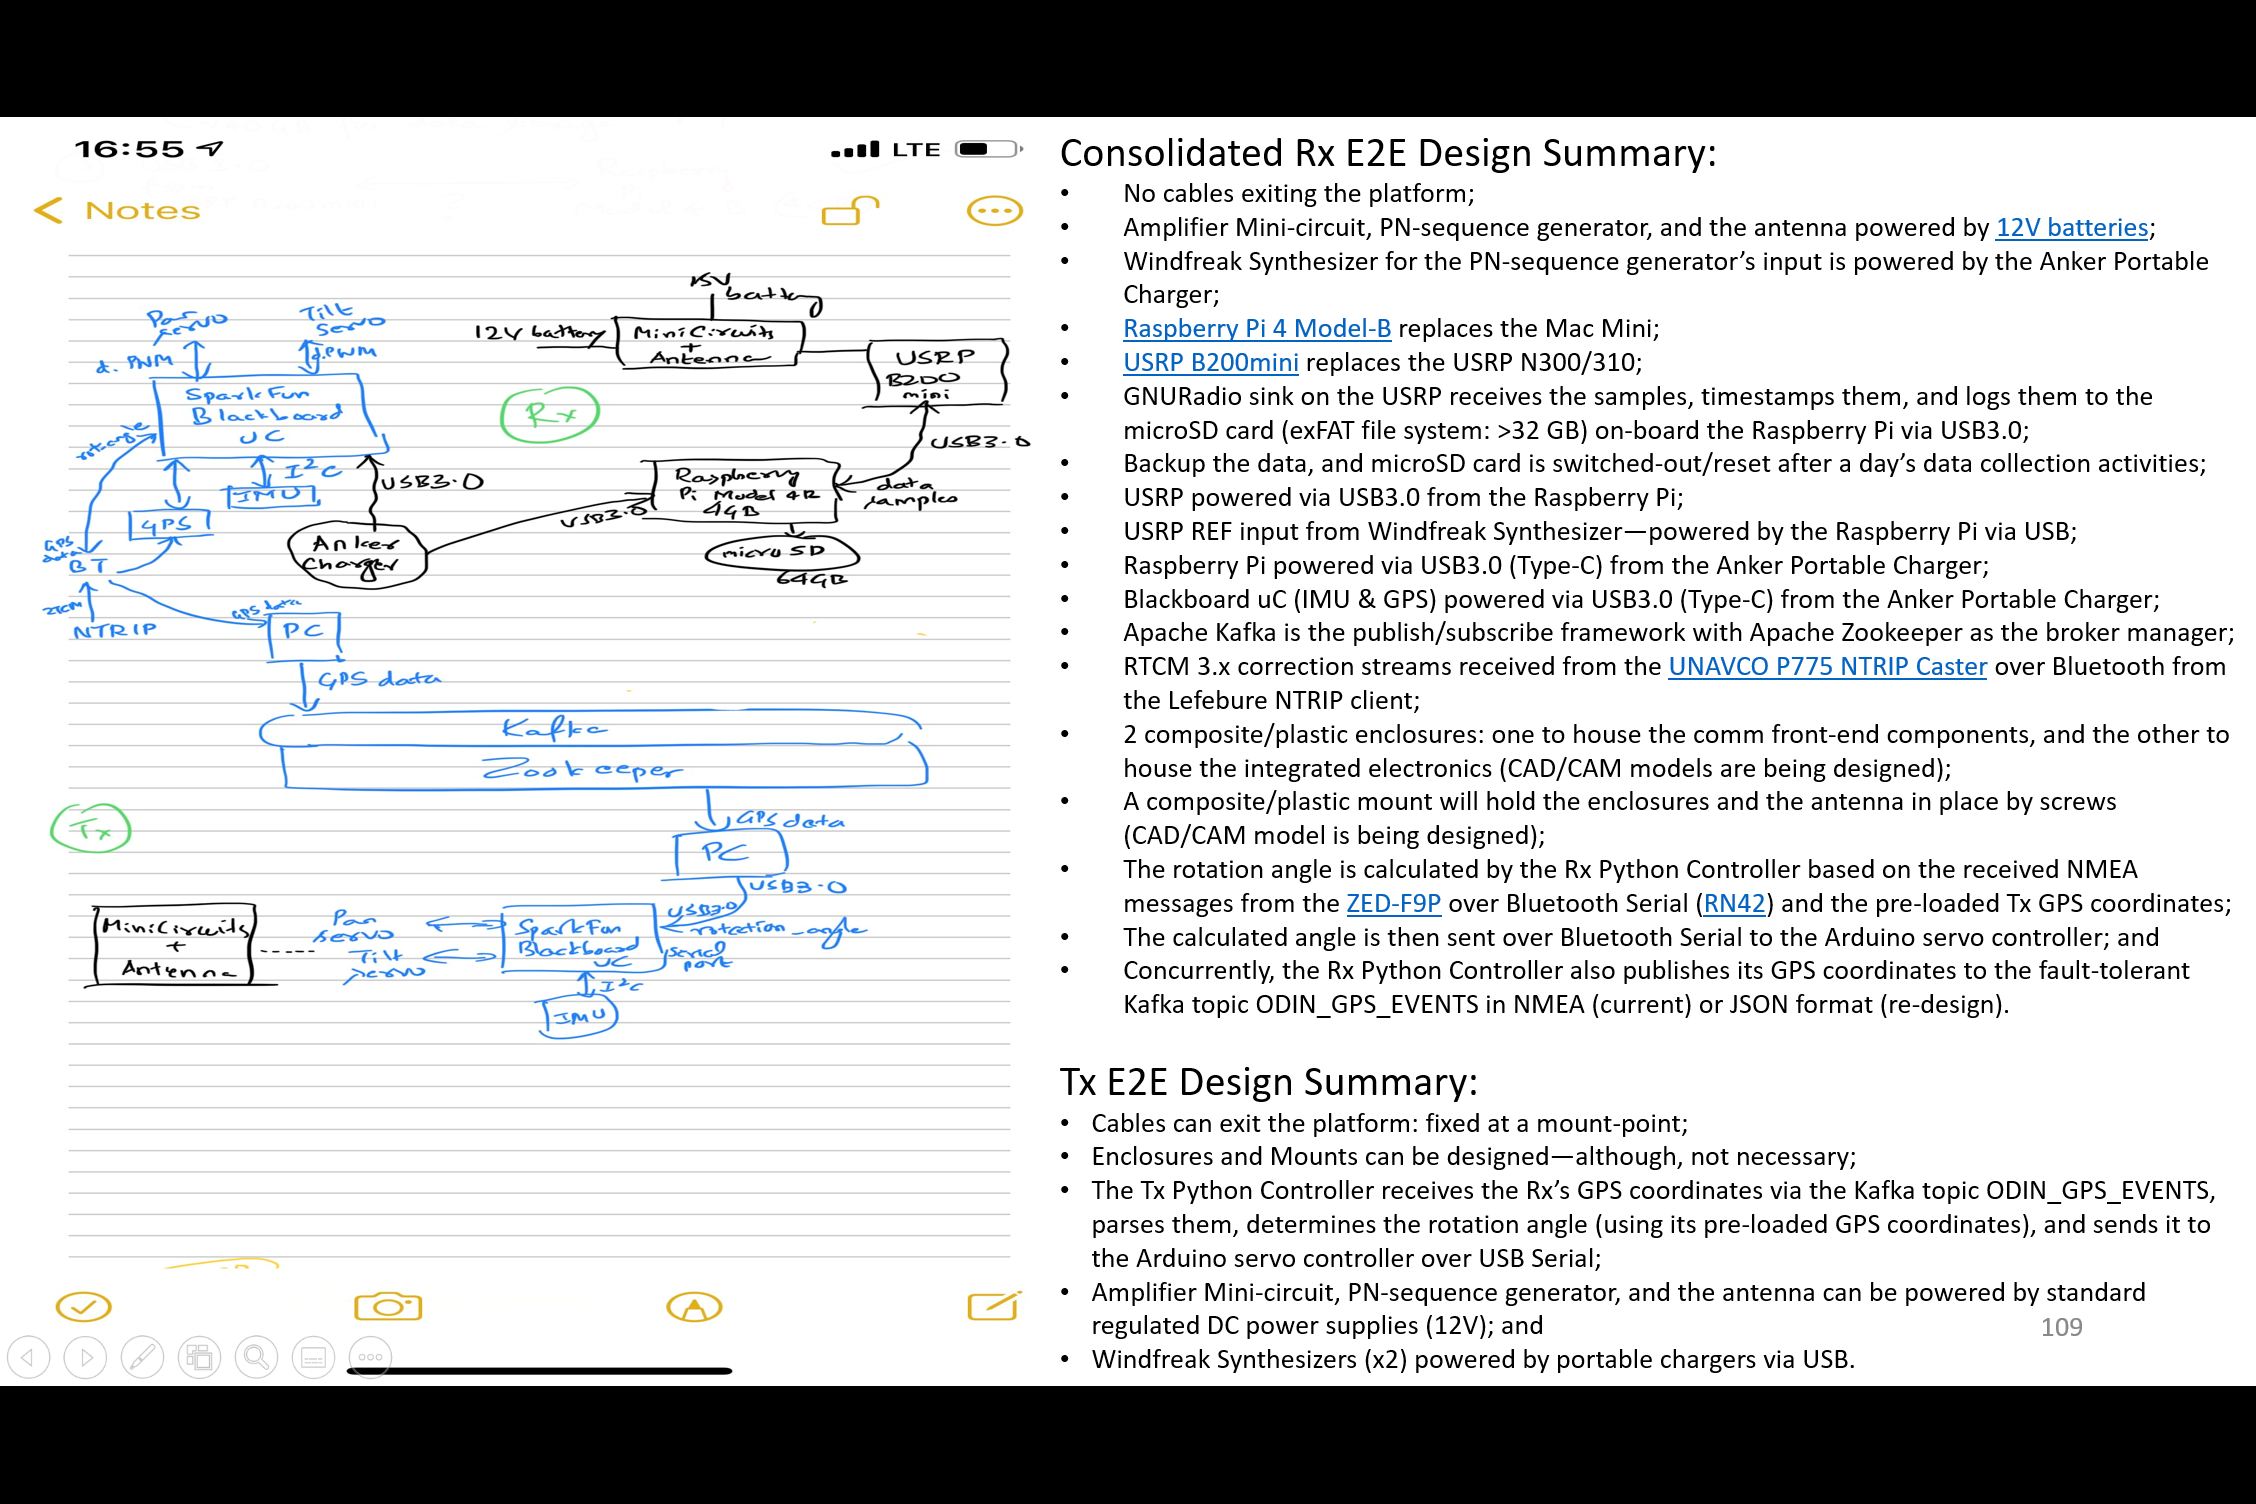 16:55
LTE
Notes
15V
battery
12V battery
MiniCircuits
+
Antenna
USRP
B200
mini
USB3.0
data
samples
Pan
servo
Tilt
servo
d. PWM
d.PWM
SparkFun
Blackboard
UC
rot-angle
I²C
IMU
GPS
USB3.0
Rx
Raspberry
Pi Model 4B
4GB
USB3.0
Anker
Charger
micro SD
64GB
GPS
data
BT
RTCM
NTRIP
GPS data
PC
GPS data
Kafka
Zookeeper
Tx
GPS data
PC
USB3.0
MiniCircuits
+
Antenna
Pan
servo
Tilt
servo
SparkFun
Blackboard
UC
USB3.0
rotation_angle
serial
port
I²C
IMU
Consolidated Rx E2E Design Summary:
• No cables exiting the platform;
• Amplifier Mini-circuit, PN-sequence generator, and the antenna powered by 12V batteries;
• Windfreak Synthesizer for the PN-sequence generator’s input is powered by the Anker Portable
Charger;
• Raspberry Pi 4 Model-B replaces the Mac Mini;
• USRP B200mini replaces the USRP N300/310;
• GNURadio sink on the USRP receives the samples, timestamps them, and logs them to the
microSD card (exFAT file system: >32 GB) on-board the Raspberry Pi via USB3.0;
• Backup the data, and microSD card is switched-out/reset after a day’s data collection activities;
• USRP powered via USB3.0 from the Raspberry Pi;
• USRP REF input from Windfreak Synthesizer—powered by the Raspberry Pi via USB;
• Raspberry Pi powered via USB3.0 (Type-C) from the Anker Portable Charger;
• Blackboard uC (IMU & GPS) powered via USB3.0 (Type-C) from the Anker Portable Charger;
• Apache Kafka is the publish/subscribe framework with Apache Zookeeper as the broker manager;
• RTCM 3.x correction streams received from the UNAVCO P775 NTRIP Caster over Bluetooth from
the Lefebure NTRIP client;
• 2 composite/plastic enclosures: one to house the comm front-end components, and the other to
house the integrated electronics (CAD/CAM models are being designed);
• A composite/plastic mount will hold the enclosures and the antenna in place by screws
(CAD/CAM model is being designed);
• The rotation angle is calculated by the Rx Python Controller based on the received NMEA
messages from the ZED-F9P over Bluetooth Serial (RN42) and the pre-loaded Tx GPS coordinates;
• The calculated angle is then sent over Bluetooth Serial to the Arduino servo controller; and
• Concurrently, the Rx Python Controller also publishes its GPS coordinates to the fault-tolerant
Kafka topic ODIN_GPS_EVENTS in NMEA (current) or JSON format (re-design).
Tx E2E Design Summary:
• Cables can exit the platform: fixed at a mount-point;
• Enclosures and Mounts can be designed—although, not necessary;
• The Tx Python Controller receives the Rx’s GPS coordinates via the Kafka topic ODIN_GPS_EVENTS,
parses them, determines the rotation angle (using its pre-loaded GPS coordinates), and sends it to
the Arduino servo controller over USB Serial;
• Amplifier Mini-circuit, PN-sequence generator, and the antenna can be powered by standard
regulated DC power supplies (12V); and
• Windfreak Synthesizers (x2) powered by portable chargers via USB.
109